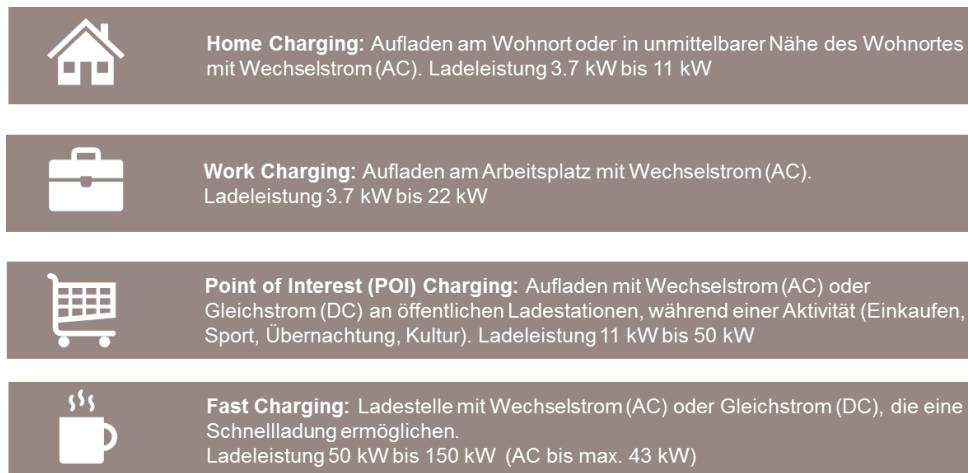 Home Charging: Aufladen am Wohnort oder in unmittelbarer Nähe des Wohnortes
mit Wechselstrom (AC). Ladeleistung 3.7 kW bis 11 kW
Work Charging: Aufladen am Arbeitsplatz mit Wechselstrom (AC).
Ladeleistung 3.7 kW bis 22 kW
Point of Interest (POI) Charging: Aufladen mit Wechselstrom (AC) oder
Gleichstrom (DC) an öffentlichen Ladestationen, während einer Aktivität (Einkaufen,
Sport, Übernachtung, Kultur). Ladeleistung 11 kW bis 50 kW
Fast Charging: Ladestelle mit Wechselstrom (AC) oder Gleichstrom (DC), die eine
Schnellladung ermöglichen.
Ladeleistung 50 kW bis 150 kW (AC bis max. 43 kW)